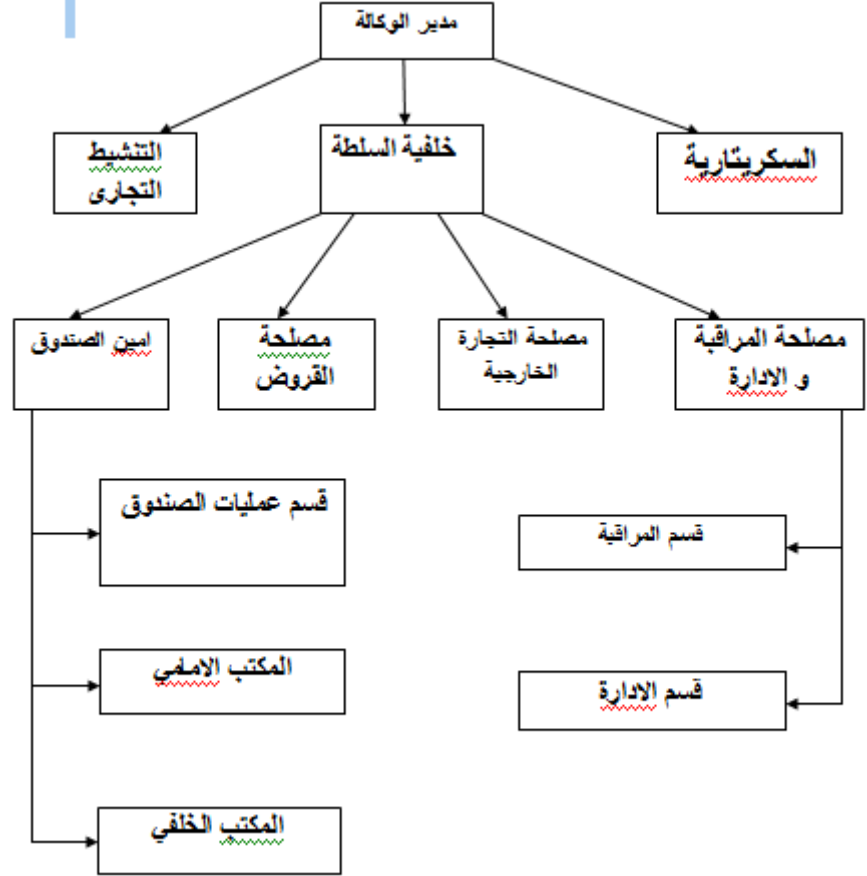 مدير الوكالة
السكريتارية
خلفية السلطة
التنشيط
التجارى
مصلحة المراقبة
و الادارة
مصلحة التجارة
الخارجية
مصلحة
القروض
امين الصندوق
قسم عمليات الصندوق
قسم المراقبة
المكتب الامامي
قسم الادارة
المكتب الخلفي